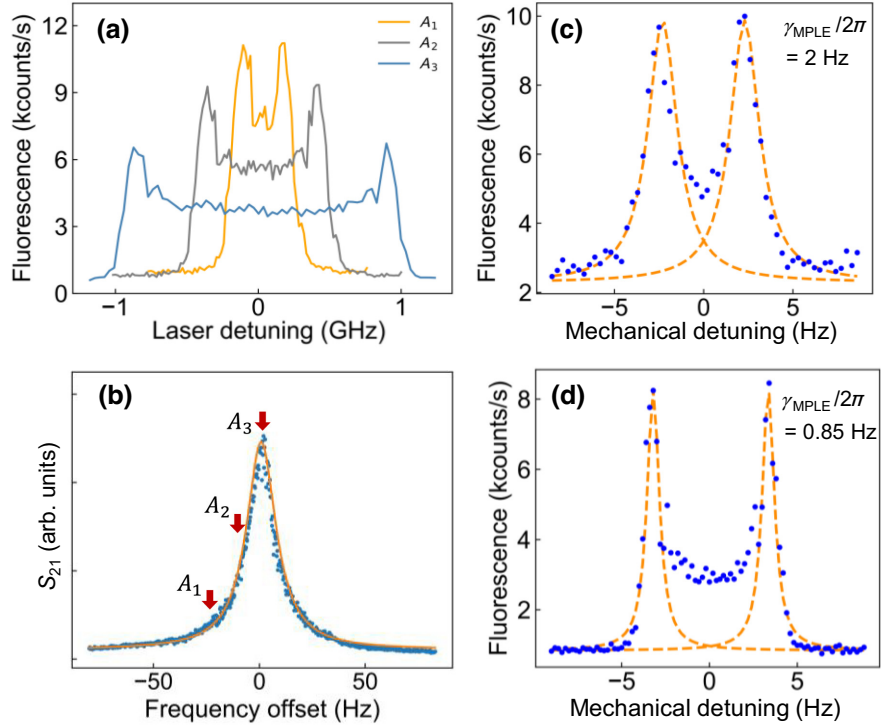 (a)
A₁
A₂
A₃
12
9
6
3
0
Fluorescence (kcounts/s)
−1
0
1
Laser detuning (GHz)
(b)
A₃
A₂
A₁
S₂₁ (arb. units)
−50
0
50
Frequency offset (Hz)
(c)
γMPLE/2π
= 2 Hz
10
8
6
4
2
Fluorescence (kcounts/s)
−5
0
5
Mechanical detuning (Hz)
(d)
γMPLE/2π
= 0.85 Hz
8
6
4
2
Fluorescence (kcounts/s)
−5
0
5
Mechanical detuning (Hz)